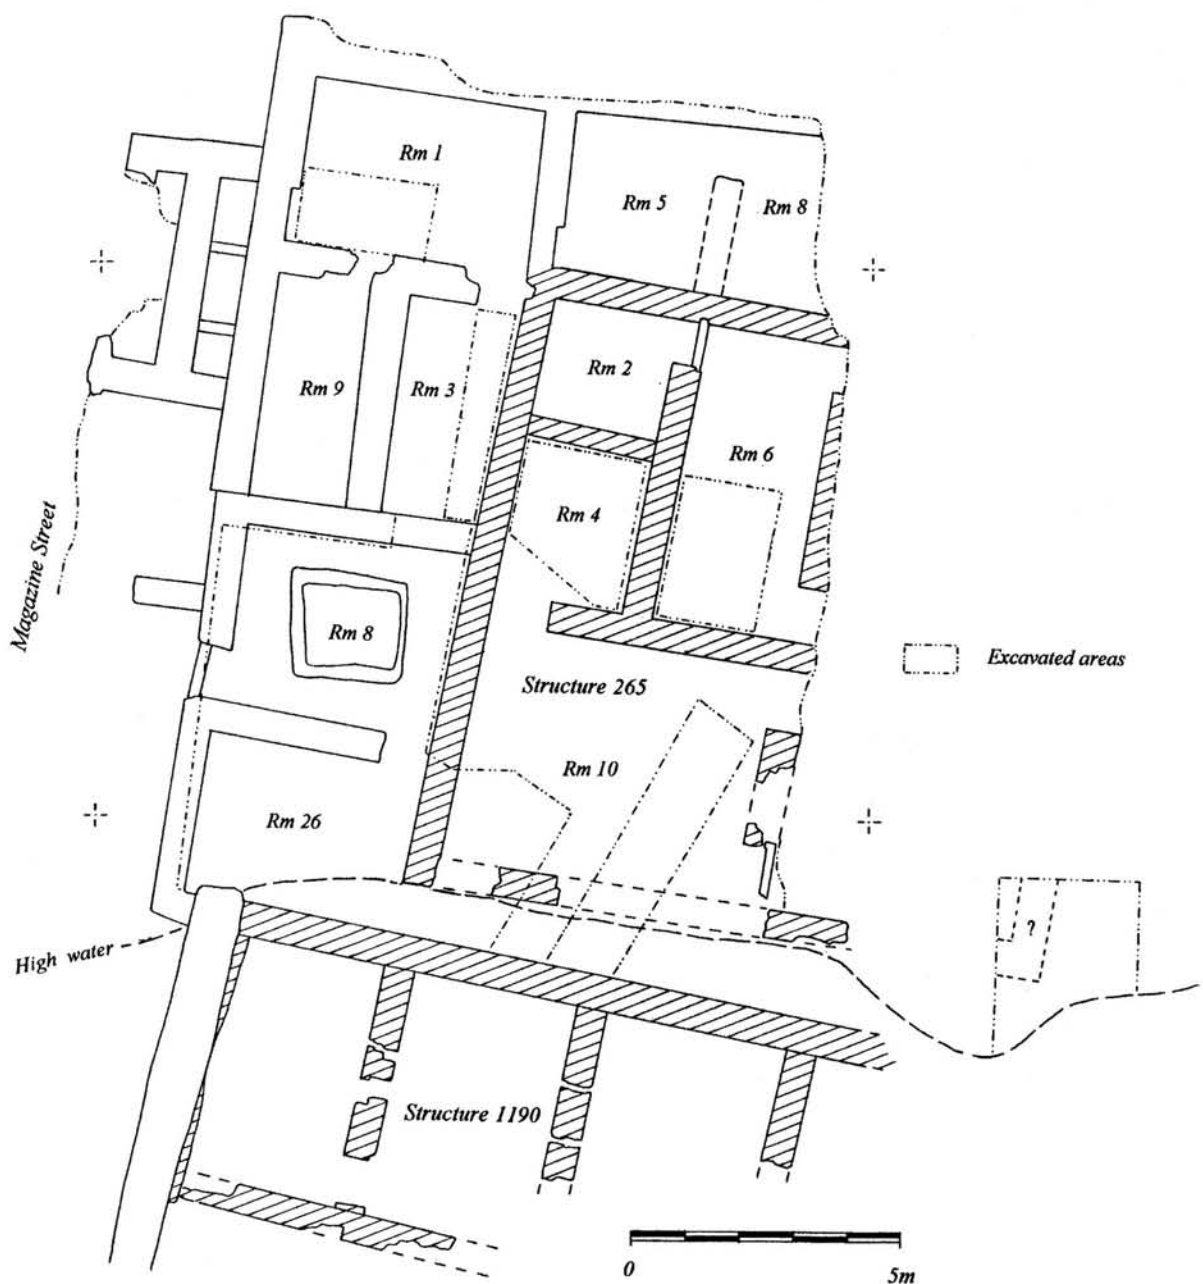 Rm 1
Rm 5
Rm 8
Rm 2
Rm 9
Rm 3
Rm 6
Rm 4
Magazine Street
Rm 8
Excavated areas
Structure 265
Rm 10
Rm 26
?
High water
Structure 1190
0
5m